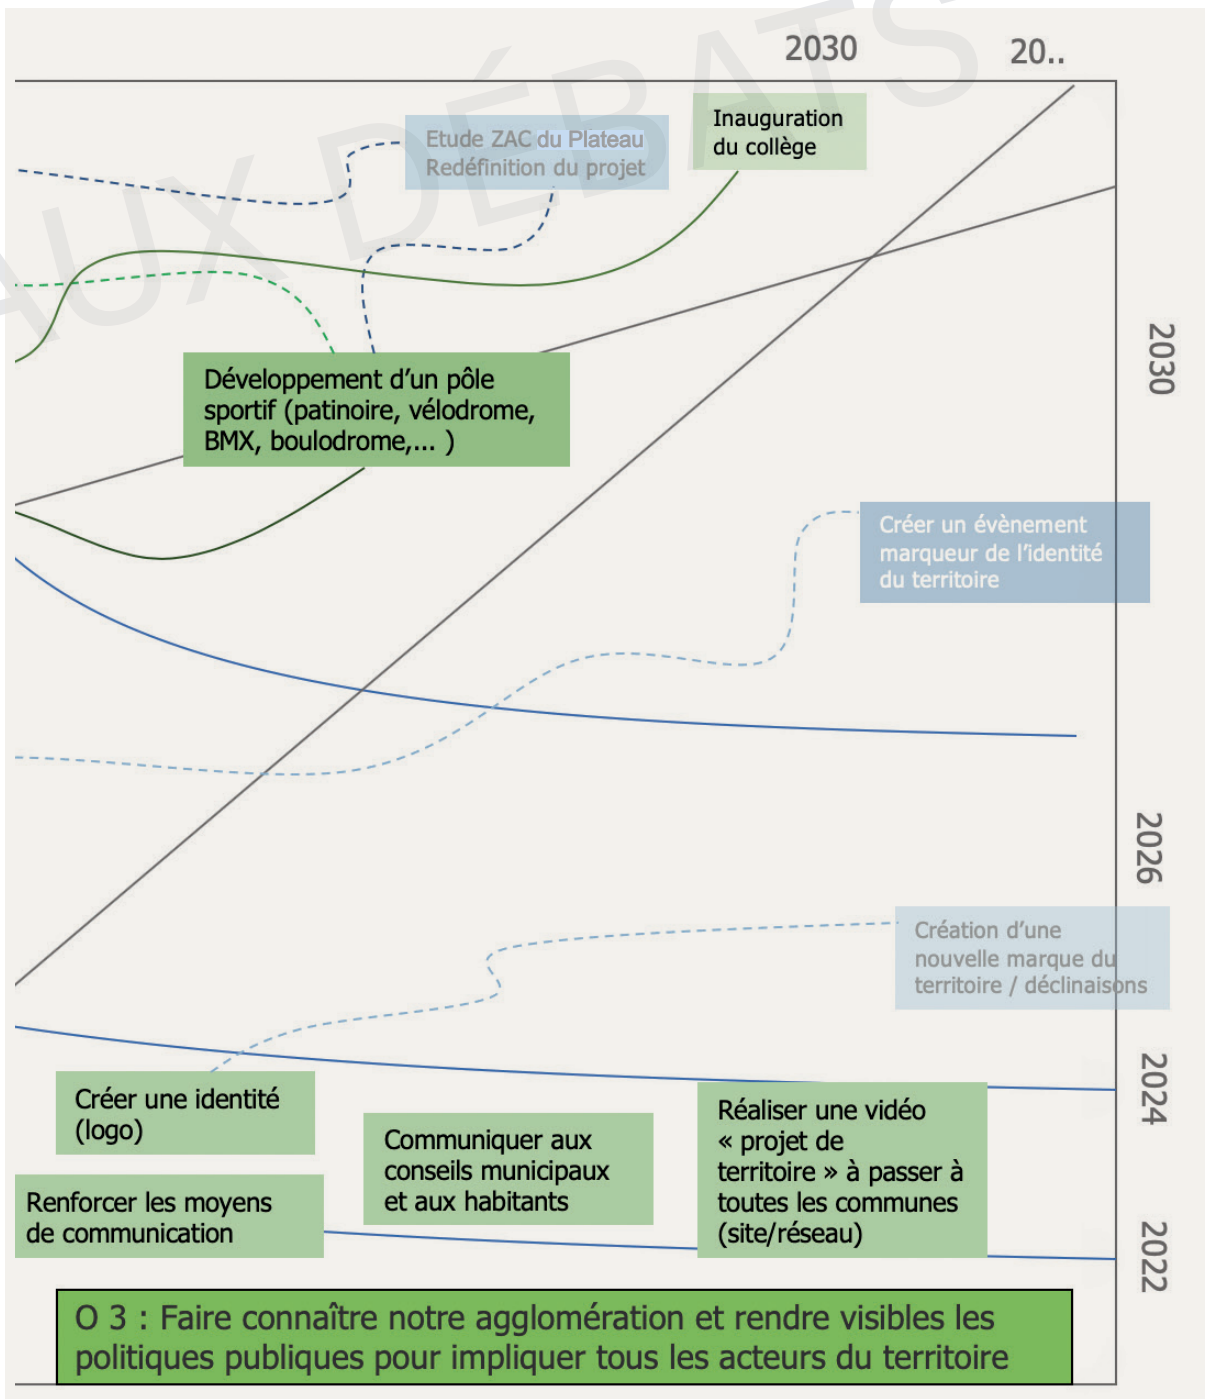 AUX DÉBATS
2030
20..
Etude ZAC du Plateau
Redéfinition du projet
Inauguration
du collège
Développement d’un pôle
sportif (patinoire, vélodrome,
BMX, boulodrome,... )
2030
Créer un évènement
marqueur de l’identité
du territoire
2026
Création d’une
nouvelle marque du
territoire / déclinaisons
2024
Créer une identité
(logo)
Communiquer aux
conseils municipaux
et aux habitants
Réaliser une vidéo
« projet de
territoire » à passer à
toutes les communes
(site/réseau)
Renforcer les moyens
de communication
2022
O 3 : Faire connaître notre agglomération et rendre visibles les
politiques publiques pour impliquer tous les acteurs du territoire